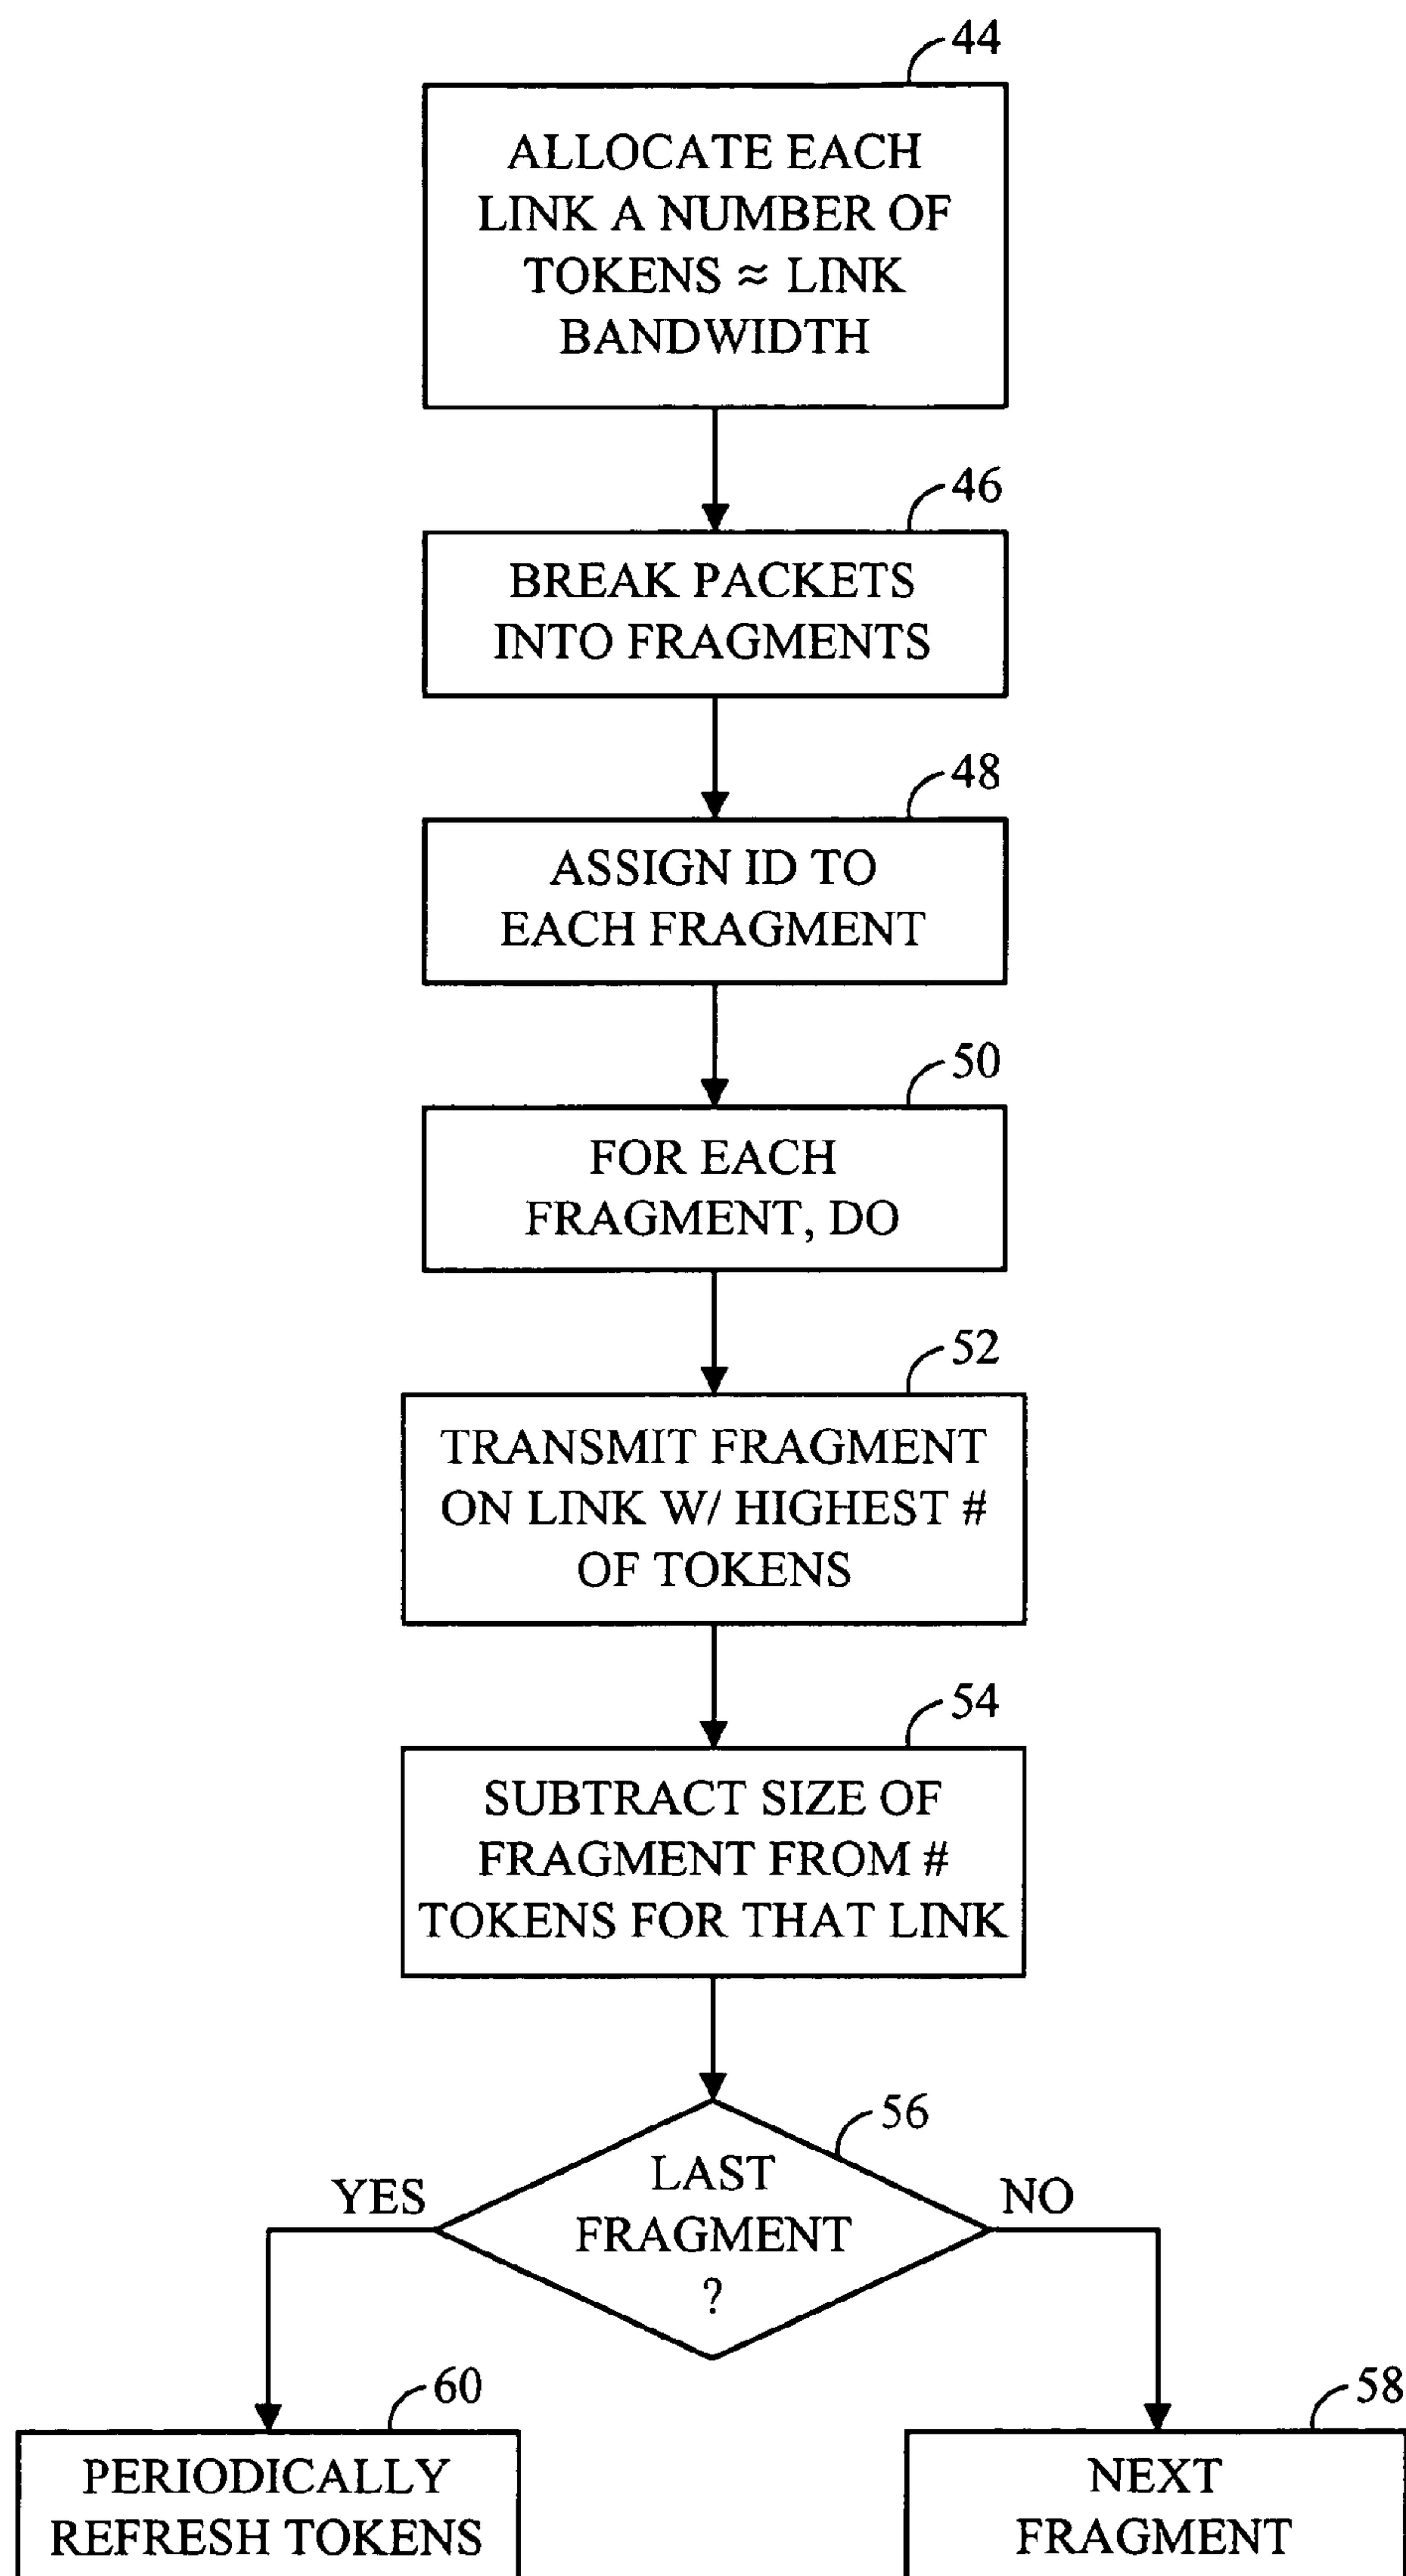 44
ALLOCATE EACH
LINK A NUMBER OF
TOKENS ≈ LINK
BANDWIDTH
46
BREAK PACKETS
INTO FRAGMENTS
48
ASSIGN ID TO
EACH FRAGMENT
50
FOR EACH
FRAGMENT, DO
52
TRANSMIT FRAGMENT
ON LINK W/ HIGHEST #
OF TOKENS
54
SUBTRACT SIZE OF
FRAGMENT FROM #
TOKENS FOR THAT LINK
56
LAST
FRAGMENT
?
YES
NO
60
PERIODICALLY
REFRESH TOKENS
58
NEXT
FRAGMENT